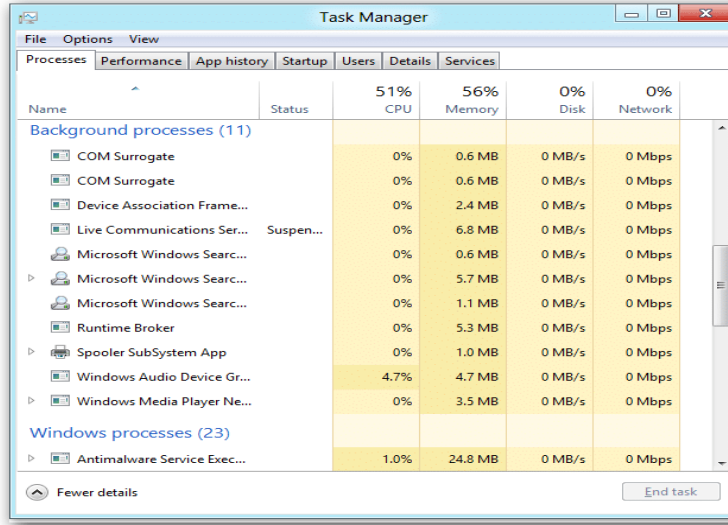 Task Manager
File Options View
Processes Performance App history Startup Users Details Services
51% 56% 0% 0%
Name Status CPU Memory Disk Network
Background processes (11)
COM Surrogate 0% 0.6 MB 0 MB/s 0 Mbps
COM Surrogate 0% 0.6 MB 0 MB/s 0 Mbps
Device Association Frame... 0% 2.4 MB 0 MB/s 0 Mbps
Live Communications Ser... Suspen... 0% 6.8 MB 0 MB/s 0 Mbps
Microsoft Windows Searc... 0% 0.6 MB 0 MB/s 0 Mbps
Microsoft Windows Searc... 0% 5.7 MB 0 MB/s 0 Mbps
Microsoft Windows Searc... 0% 1.1 MB 0 MB/s 0 Mbps
Runtime Broker 0% 5.3 MB 0 MB/s 0 Mbps
Spooler SubSystem App 0% 1.0 MB 0 MB/s 0 Mbps
Windows Audio Device Gr... 4.7% 4.7 MB 0 MB/s 0 Mbps
Windows Media Player Ne... 0% 3.5 MB 0 MB/s 0 Mbps
Windows processes (23)
Antimalware Service Exec... 1.0% 24.8 MB 0 MB/s 0 Mbps
Fewer details End task